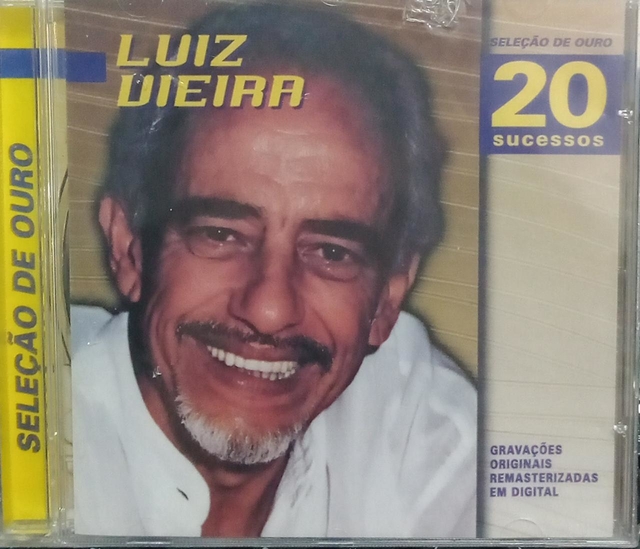 LUIZ
VIEIRA
SELEÇÃO DE OURO
20
sucessos
SELEÇÃO DE OURO
GRAVAÇÕES
ORIGINAIS
REMASTERIZADAS
EM DIGITAL